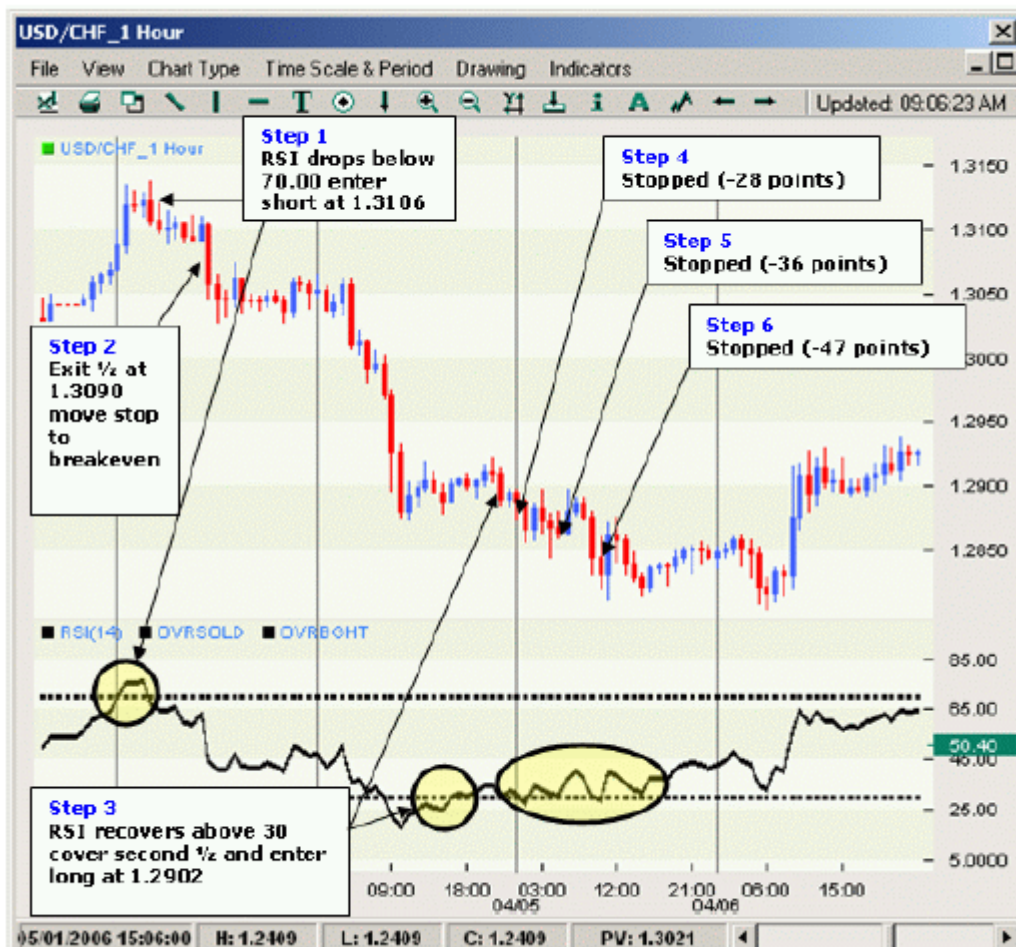 USD/CHF_1 Hour
File View Chart Type Time Scale & Period Drawing Indicators
Updated: 09:06:23 AM
USD/CHF_1 Hour
Step 1
RSI drops below
70.00 enter
short at 1.3106
Step 4
Stopped (-28 points)
Step 5
Stopped (-36 points)
Step 6
Stopped (-47 points)
Step 2
Exit ½ at
1.3090
move stop
to
breakeven
1.3150
1.3100
1.3050
1.3000
1.2950
1.2900
1.2850
RSI(14) OVRSOLD OVRBGHT
85.00
65.00
50.40
45.00
25.00
5.0000
Step 3
RSI recovers above 30
cover second ½ and enter
long at 1.2902
09:00 18:00 03:00 12:00 21:00 06:00 15:00
04/05 04/06
05/01/2006 15:06:00 H: 1.2409 L: 1.2409 C: 1.2409 PV: 1.3021